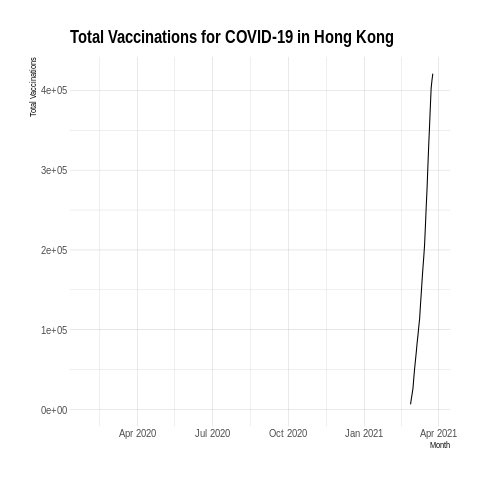 Total Vaccinations for COVID-19 in Hong Kong
Total Vaccinations
4e+05
3e+05
2e+05
1e+05
0e+00
Apr 2020 Jul 2020 Oct 2020 Jan 2021 Apr 2021
Month